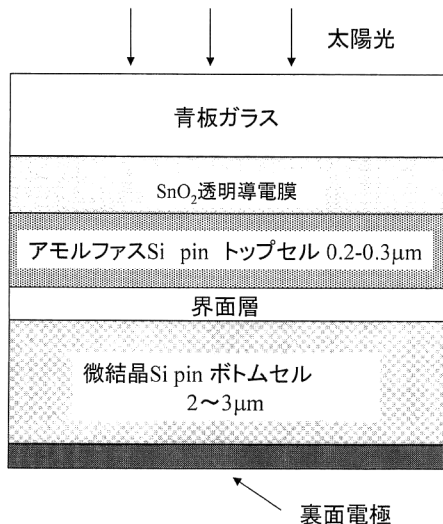 太陽光
青板ガラス
SnO₂透明導電膜
アモルファスSi pin トップセル 0.2-0.3μm
界面層
微結晶Si pin ボトムセル
2～3μm
裏面電極